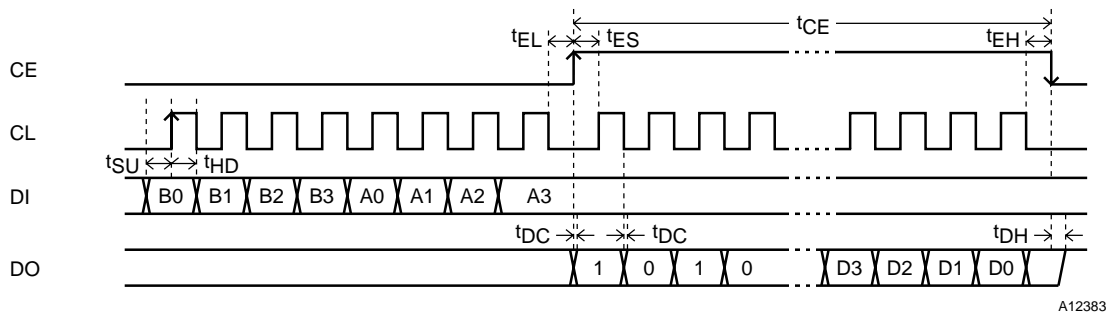 tCE
tEL tES tEH
CE
CL
tSU tHD
DI B0 B1 B2 B3 A0 A1 A2 A3
tDC tDC tDH
DO 1 0 1 0 D3 D2 D1 D0
A12383